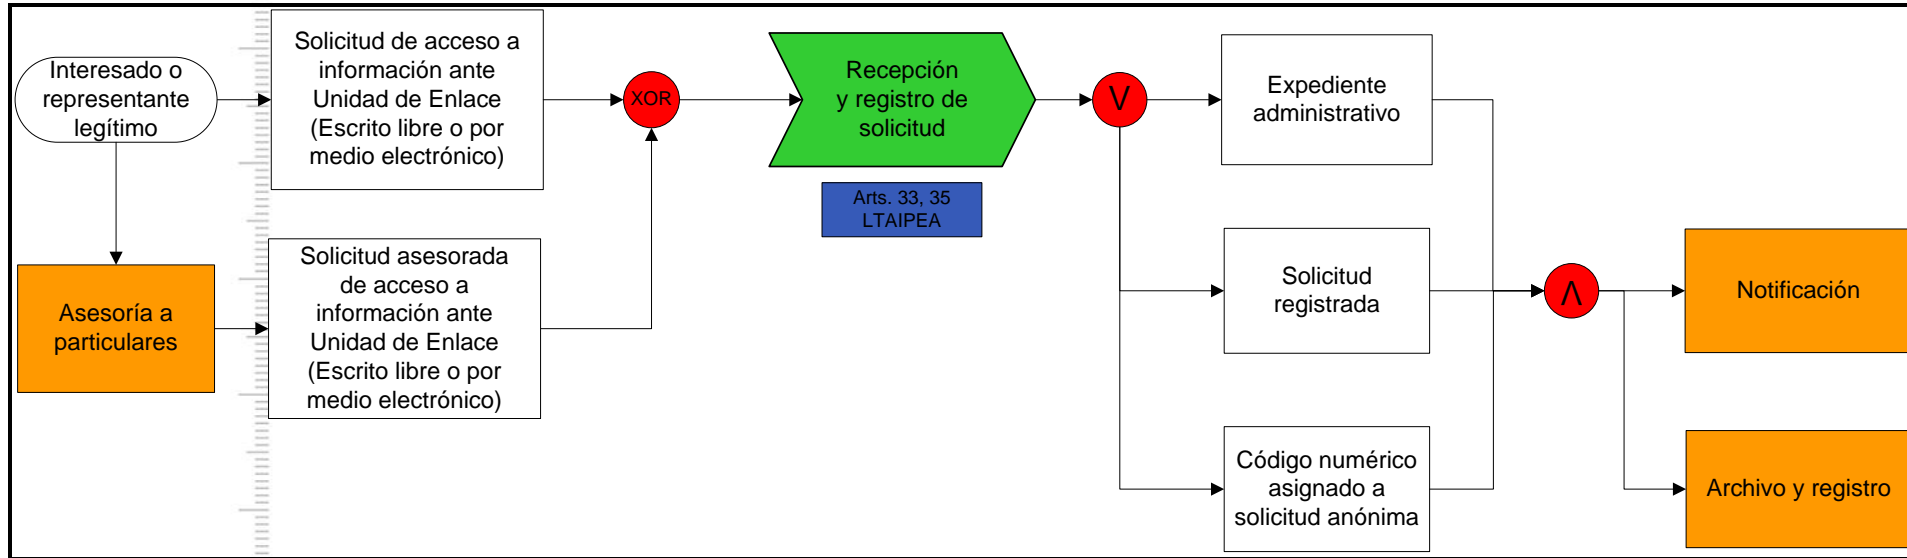 Interesado o
representante
legítimo
Asesoría a
particulares
Solicitud de acceso a
información ante
Unidad de Enlace
(Escrito libre o por
medio electrónico)
Solicitud asesorada
de acceso a
información ante
Unidad de Enlace
(Escrito libre o por
medio electrónico)
XOR
Recepción
y registro de
solicitud
Arts. 33, 35
LTAIPEA
V
Expediente
administrativo
Solicitud
registrada
Código numérico
asignado a
solicitud anónima
Λ
Notificación
Archivo y registro